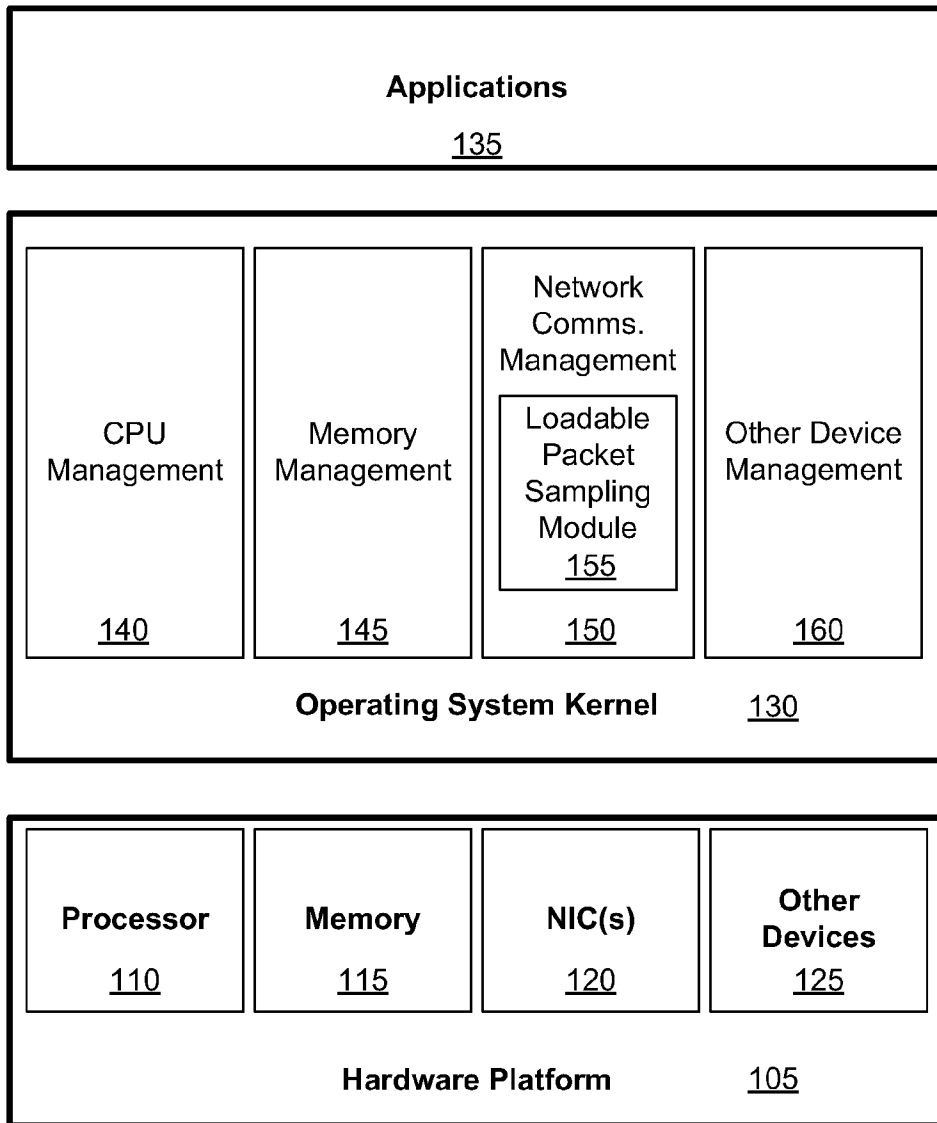 Applications
135
CPU
Management
140
Memory
Management
145
Network
Comms.
Management
Loadable
Packet
Sampling
Module
155
150
Other Device
Management
160
Operating System Kernel 130
Processor
110
Memory
115
NIC(s)
120
Other
Devices
125
Hardware Platform 105